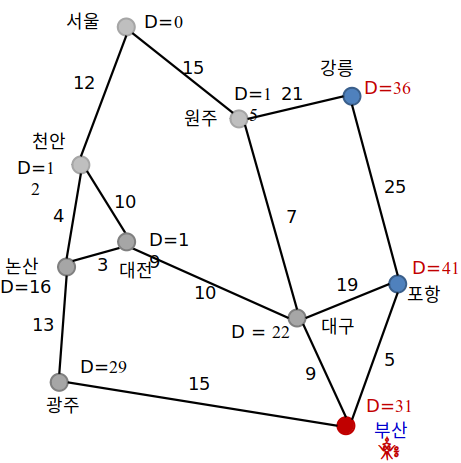 서울
D=0
12
15
강릉
D=1
5
21
D=36
원주
천안
D=1
2
25
10
4
7
D=1
9
논산
3
대전
D=16
D=41
10
19
포항
13
D = 22
대구
9
5
D=29
15
D=31
광주
부산